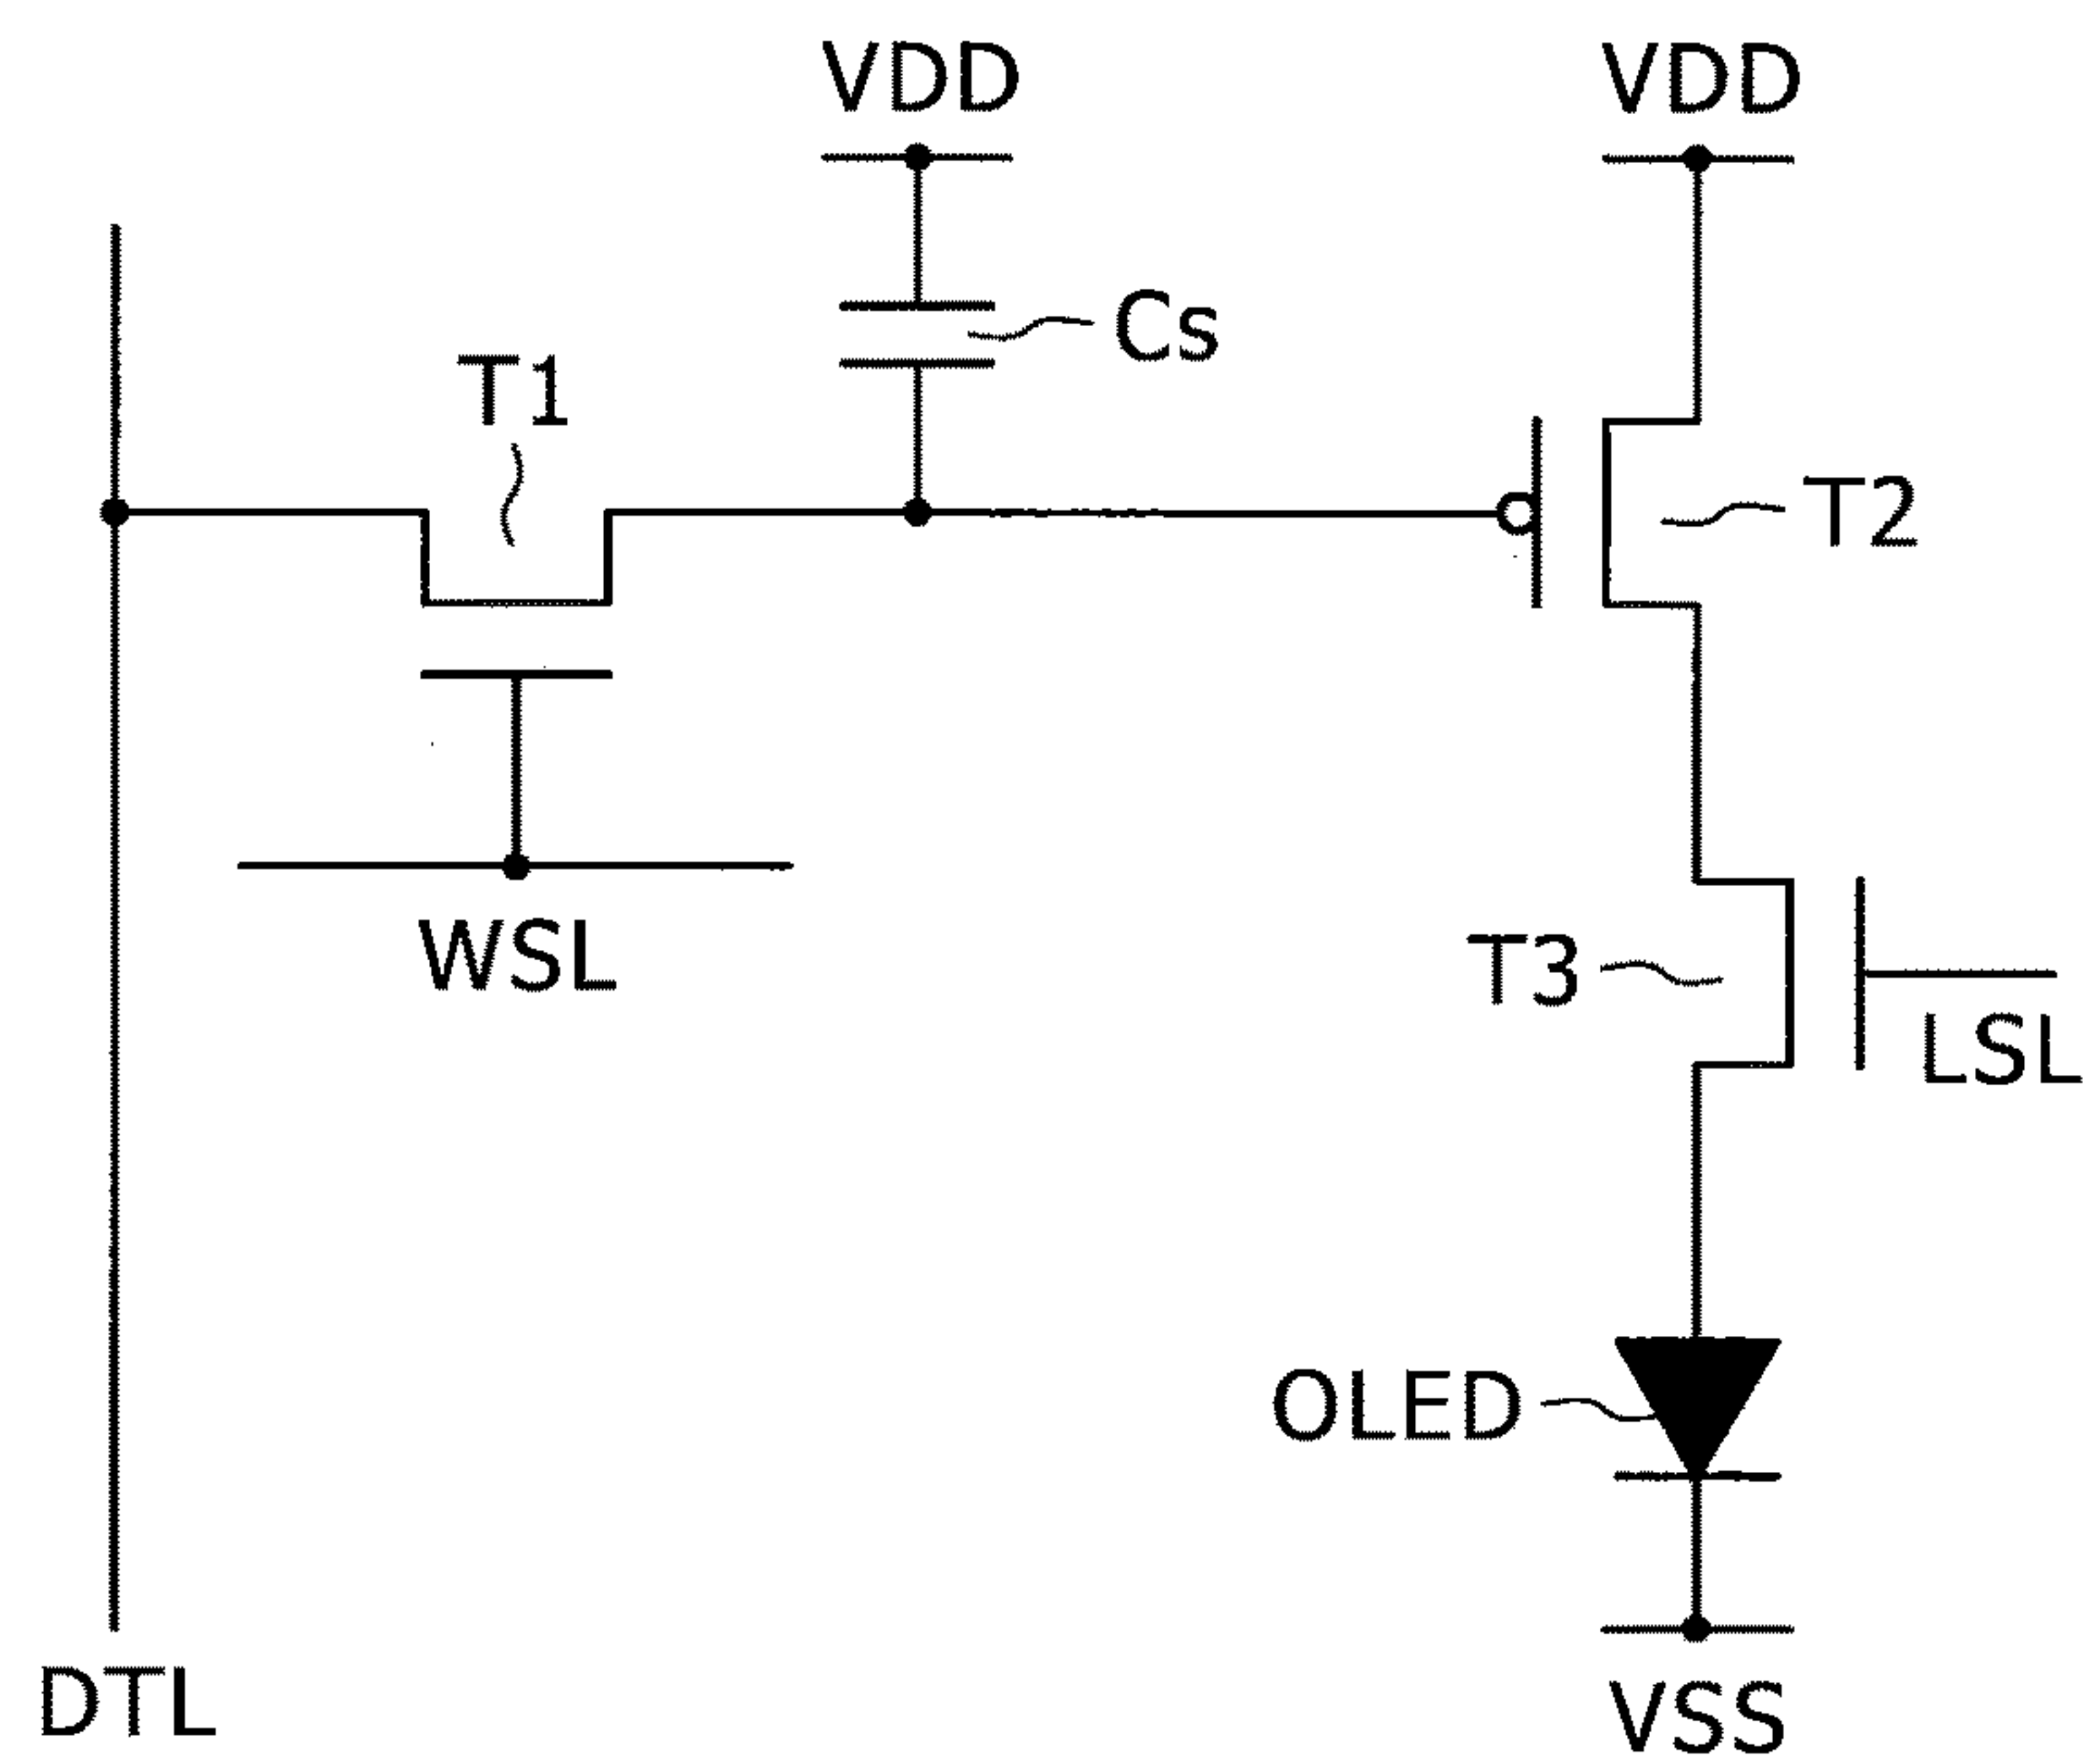 VDD
VDD
Cs
T1
T2
WSL
T3
LSL
OLED
DTL
VSS